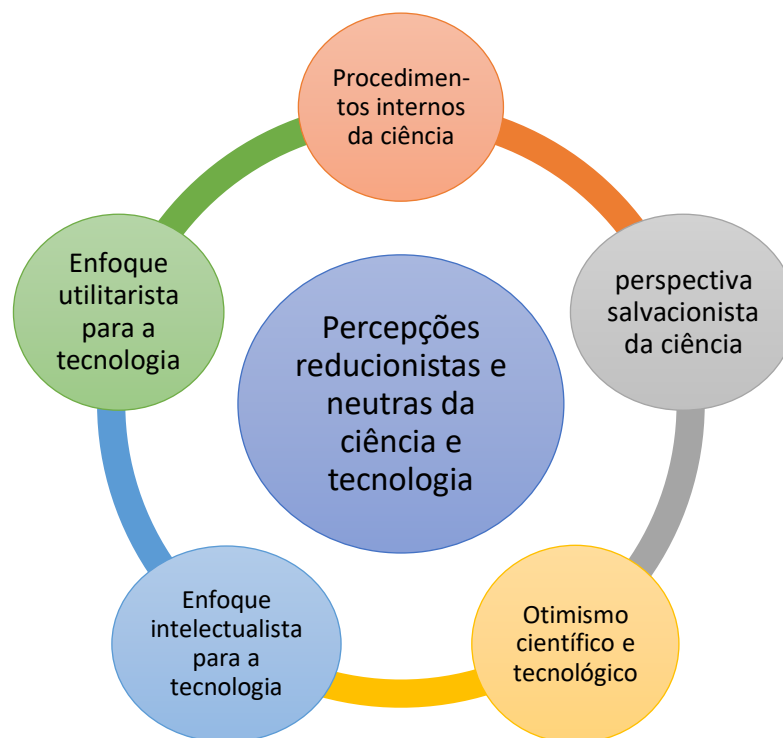 Procedimen-
tos internos
da ciência
perspectiva
salvacionista
da ciência
Otimismo
científico e
tecnológico
Enfoque
intelectualista
para a
tecnologia
Enfoque
utilitarista
para a
tecnologia
Percepções
reducionistas e
neutras da
ciência e
tecnologia